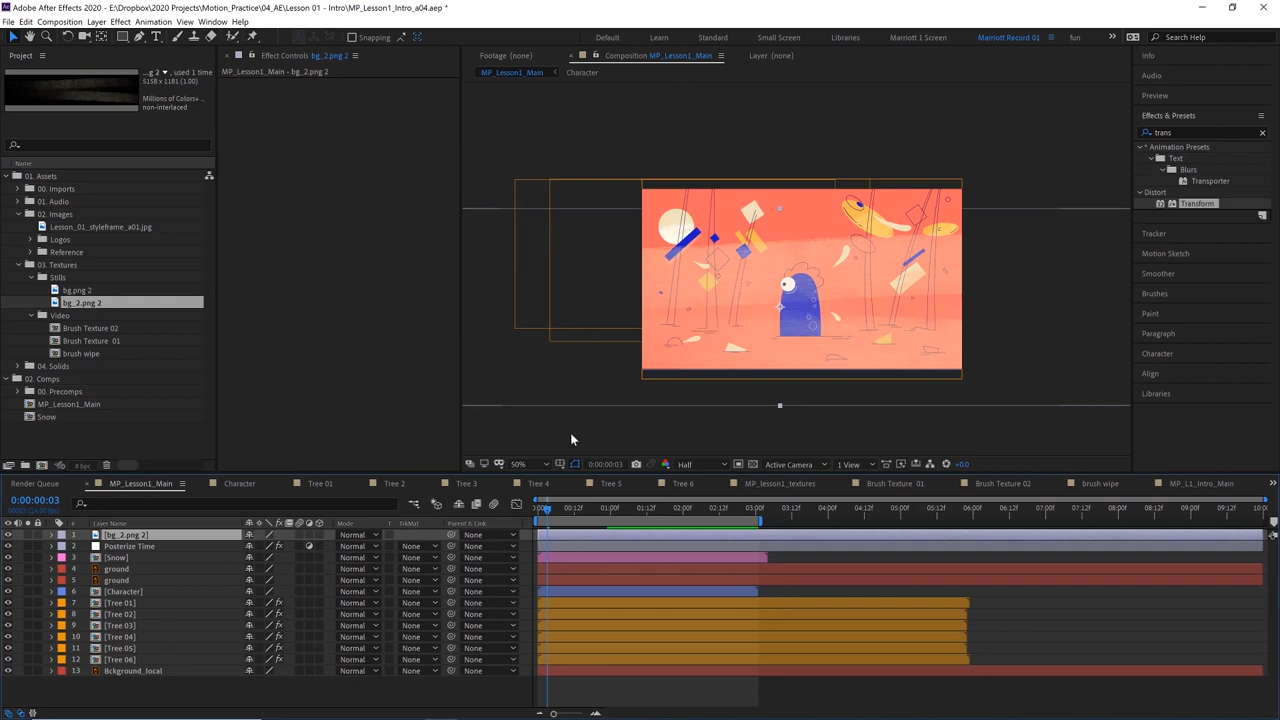 Adobe After Effects 2020 - E:\Dropbox\2020 Projects\Motion_Practice\04_AE\Lesson 01 - Intro\MP_Lesson1_Intro_a04.aep *
File Edit Composition Layer Effect Animation View Window Help
Snapping Default Learn Standard Small Screen Libraries Marriott 1 Screen Marriott Record 01 fun Search Help
Project Effect Controls bg_2.png 2 Footage (none) Composition MP_Lesson1_Main Layer (none) Info
MP_Lesson1_Main - bg_2.png 2 MP_Lesson1_Main Character
...g 2 , used 1 time
5158 x 1181 (1.00)
Millions of Colors+...
non-interlaced
Audio
Preview
Effects & Presets
trans
* Animation Presets
Text
Blurs
Transporter
Distort
Transform
Tracker
Motion Sketch
Smoother
Brushes
Paint
Paragraph
Character
Align
Libraries
Name
01. Assets
00. Imports
01. Audio
02. Images
Lesson_01_styleframe_a01.jpg
Logos
Reference
03. Textures
Stills
bg.png 2
bg_2.png 2
Video
Brush Texture 02
Brush Texture 01
brush wipe
04. Solids
02. Comps
00. Precomps
MP_Lesson1_Main
Snow
8 bpc
50% 0:00:00:03 Half Active Camera 1 View +0.0
Render Queue MP_Lesson1_Main Character Tree 01 Tree 2 Tree 3 Tree 4 Tree 5 Tree 6 MP_lesson1_textures Brush Texture 01 Brush Texture 02 brush wipe MP_L1_Intro_Main
0:00:00:03
00003 (24.00 fps)
00:12f 01:00f 01:12f 02:00f 02:12f 03:00f 03:12f 04:00f 04:12f 05:00f 05:12f 06:00f 06:12f 07:00f 07:12f 08:00f 08:12f 09:00f 09:12f 10:0
# Layer Name Mode T TrkMat Parent & Link
1 [bg_2.png 2] Normal None
2 Posterize Time Normal None None
3 [Snow] Normal None None
4 ground Normal None None
5 ground Normal None None
6 [Character] Normal None None
7 [Tree 01] Normal None None
8 [Tree 02] Normal None None
9 [Tree 03] Normal None None
10 [Tree 04] Normal None None
11 [Tree 05] Normal None None
12 [Tree 06] Normal None None
13 Bckground_local Normal None None